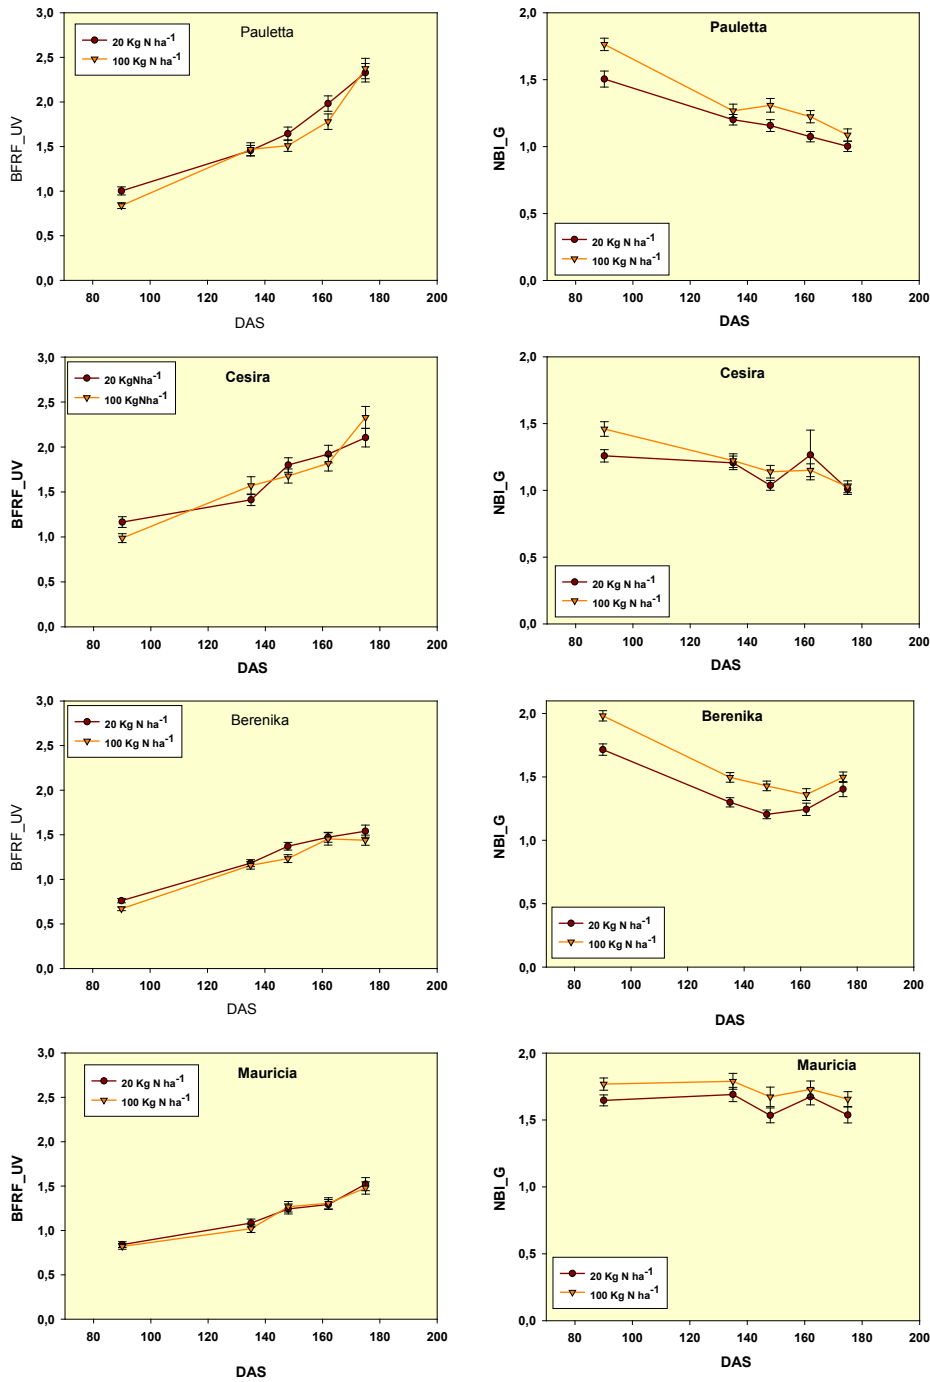 3,0
2,5
2,0
1,5
1,0
0,5
0,0
BFRF_UV
20 Kg N ha-1
100 Kg N ha-1
Pauletta
80 100 120 140 160 180 200
DAS
2,0
1,5
1,0
0,5
0,0
NBI_G
Pauletta
20 Kg N ha-1
100 Kg N ha-1
80 100 120 140 160 180 200
DAS
3,0
2,5
2,0
1,5
1,0
0,5
0,0
BFRF_UV
20 KgNha-1
100 KgNha-1
Cesira
80 100 120 140 160 180 200
DAS
2,0
1,5
1,0
0,5
0,0
NBI_G
Cesira
20 Kg N ha-1
100 Kg N ha-1
80 100 120 140 160 180 200
DAS
3,0
2,5
2,0
1,5
1,0
0,5
0,0
BFRF_UV
20 Kg N ha-1
100 Kg N ha-1
Berenika
80 100 120 140 160 180 200
DAS
2,0
1,5
1,0
0,5
0,0
NBI_G
Berenika
20 Kg N ha-1
100 Kg N ha-1
80 100 120 140 160 180 200
DAS
3,0
2,5
2,0
1,5
1,0
0,5
0,0
BFRF_UV
20 Kg N ha-1
100 Kg N ha-1
Mauricia
80 100 120 140 160 180 200
DAS
2,0
1,5
1,0
0,5
0,0
NBI_G
Mauricia
20 Kg N ha-1
100 Kg N ha-1
80 100 120 140 160 180 200
DAS